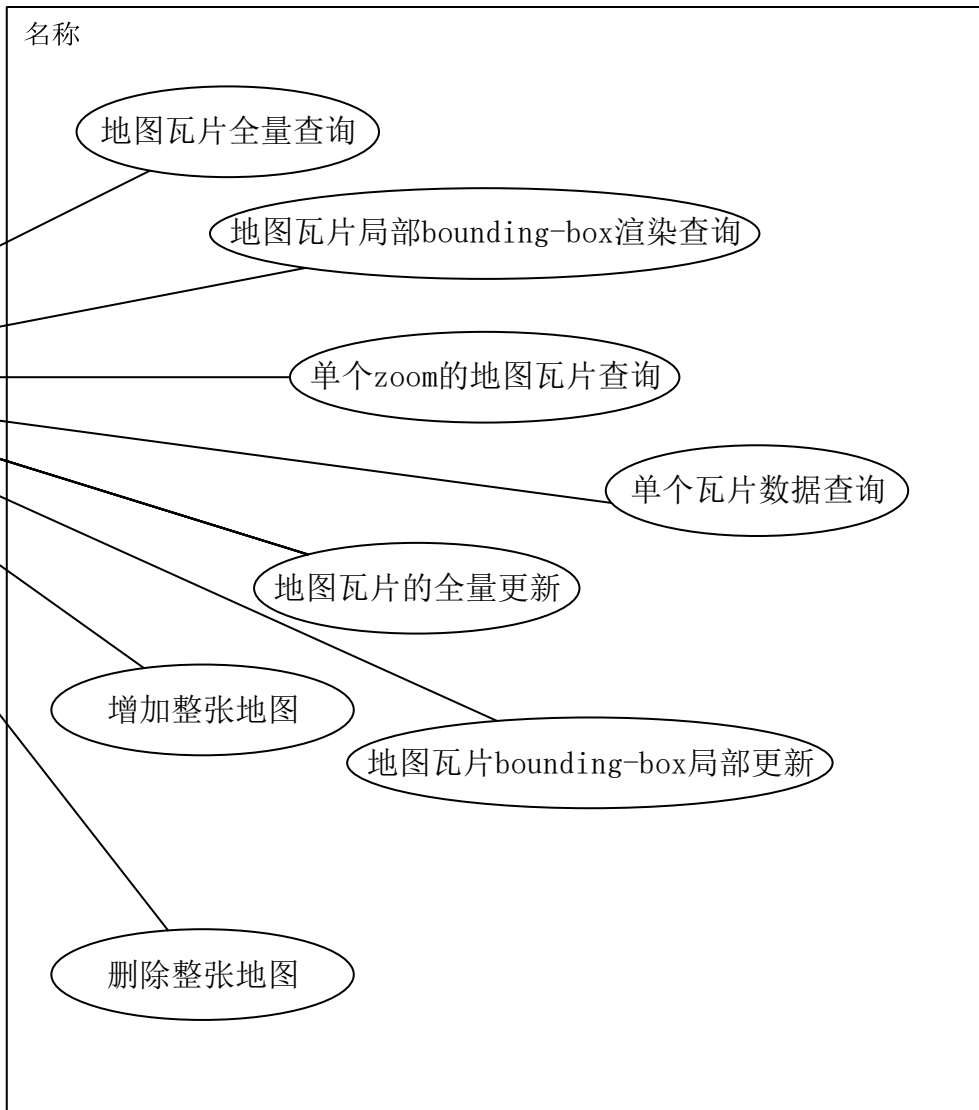 名称
地图瓦片全量查询
地图瓦片局部bounding-box渲染查询
单个zoom的地图瓦片查询
单个瓦片数据查询
地图瓦片的全量更新
增加整张地图
地图瓦片bounding-box局部更新
删除整张地图